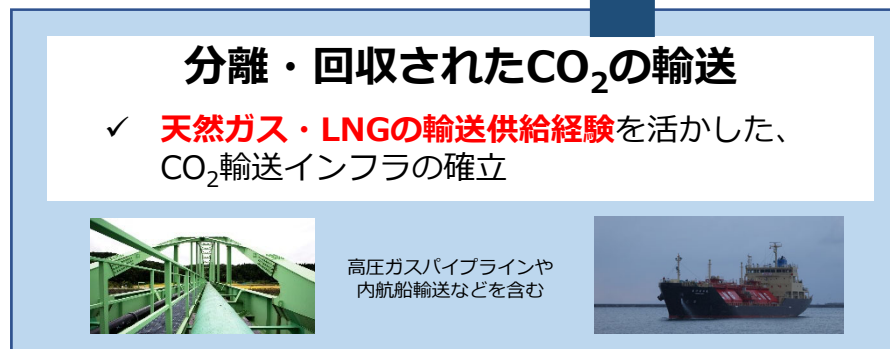 分離・回収されたCO₂の輸送
✓ 天然ガス・LNGの輸送供給経験を活かした、
CO₂輸送インフラの確立
高圧ガスパイプラインや
内航船輸送などを含む